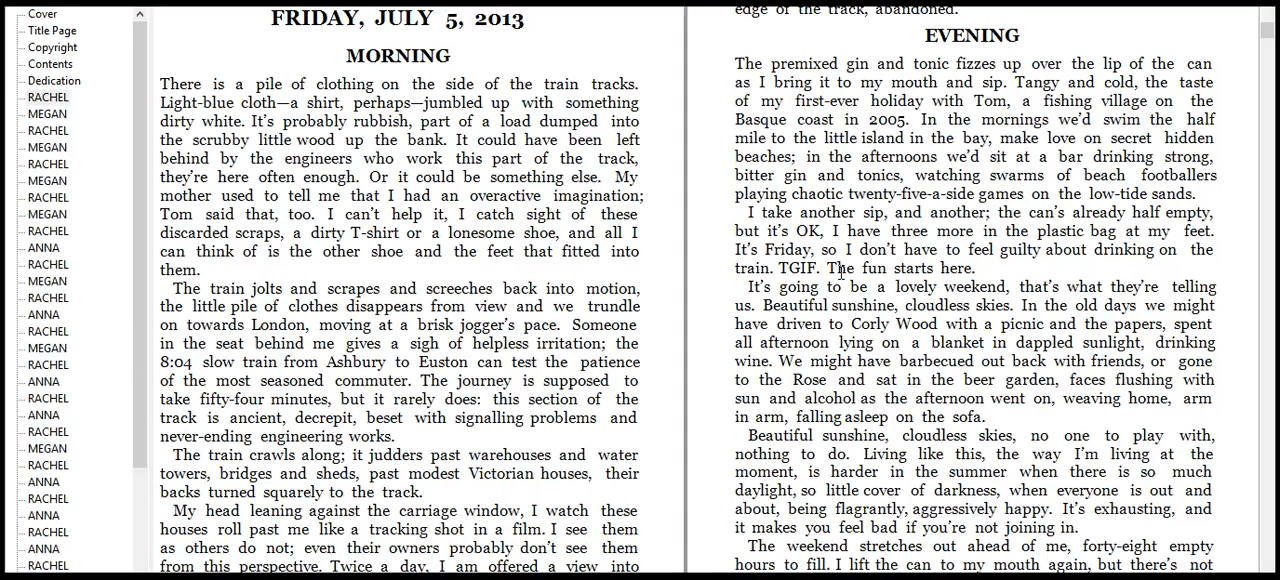 Cover
Title Page
Copyright
Contents
Dedication
RACHEL
MEGAN
RACHEL
MEGAN
RACHEL
MEGAN
RACHEL
MEGAN
RACHEL
ANNA
RACHEL
MEGAN
RACHEL
ANNA
RACHEL
MEGAN
RACHEL
ANNA
RACHEL
ANNA
RACHEL
MEGAN
RACHEL
ANNA
RACHEL
ANNA
RACHEL
ANNA
RACHEL
FRIDAY, JULY 5, 2013
MORNING
There is a pile of clothing on the side of the train tracks.
Light-blue cloth—a shirt, perhaps—jumbled up with something
dirty white. It’s probably rubbish, part of a load dumped into
the scrubby little wood up the bank. It could have been left
behind by the engineers who work this part of the track,
they’re here often enough. Or it could be something else. My
mother used to tell me that I had an overactive imagination;
Tom said that, too. I can’t help it, I catch sight of these
discarded scraps, a dirty T-shirt or a lonesome shoe, and all I
can think of is the other shoe and the feet that fitted into
them.
The train jolts and scrapes and screeches back into motion,
the little pile of clothes disappears from view and we trundle
on towards London, moving at a brisk jogger’s pace. Someone
in the seat behind me gives a sigh of helpless irritation; the
8:04 slow train from Ashbury to Euston can test the patience
of the most seasoned commuter. The journey is supposed to
take fifty-four minutes, but it rarely does: this section of the
track is ancient, decrepit, beset with signalling problems and
never-ending engineering works.
The train crawls along; it judders past warehouses and water
towers, bridges and sheds, past modest Victorian houses, their
backs turned squarely to the track.
My head leaning against the carriage window, I watch these
houses roll past me like a tracking shot in a film. I see them
as others do not; even their owners probably don’t see them
from this perspective. Twice a day, I am offered a view into
edge of the track, abandoned.
EVENING
The premixed gin and tonic fizzes up over the lip of the can
as I bring it to my mouth and sip. Tangy and cold, the taste
of my first-ever holiday with Tom, a fishing village on the
Basque coast in 2005. In the mornings we’d swim the half
mile to the little island in the bay, make love on secret hidden
beaches; in the afternoons we’d sit at a bar drinking strong,
bitter gin and tonics, watching swarms of beach footballers
playing chaotic twenty-five-a-side games on the low-tide sands.
I take another sip, and another; the can’s already half empty,
but it’s OK, I have three more in the plastic bag at my feet.
It’s Friday, so I don’t have to feel guilty about drinking on the
train. TGIF. The fun starts here.
It’s going to be a lovely weekend, that’s what they’re telling
us. Beautiful sunshine, cloudless skies. In the old days we might
have driven to Corly Wood with a picnic and the papers, spent
all afternoon lying on a blanket in dappled sunlight, drinking
wine. We might have barbecued out back with friends, or gone
to the Rose and sat in the beer garden, faces flushing with
sun and alcohol as the afternoon went on, weaving home, arm
in arm, falling asleep on the sofa.
Beautiful sunshine, cloudless skies, no one to play with,
nothing to do. Living like this, the way I’m living at the
moment, is harder in the summer when there is so much
daylight, so little cover of darkness, when everyone is out and
about, being flagrantly, aggressively happy. It’s exhausting, and
it makes you feel bad if you’re not joining in.
The weekend stretches out ahead of me, forty-eight empty
hours to fill. I lift the can to my mouth again, but there’s not